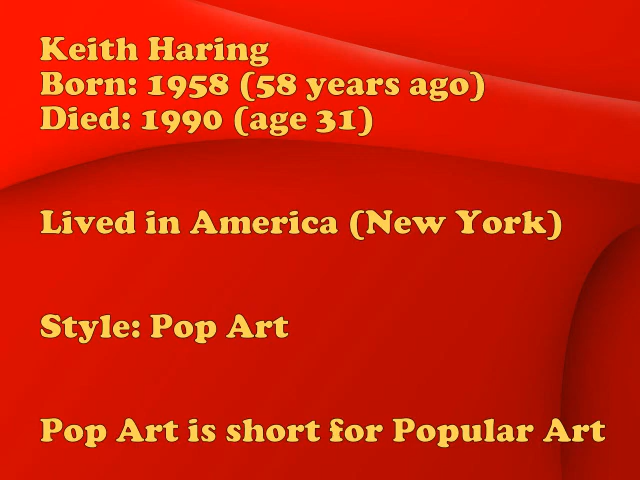 Keith Haring
Born: 1958 (58 years ago)
Died: 1990 (age 31)
Lived in America (New York)
Style: Pop Art
Pop Art is short for Popular Art